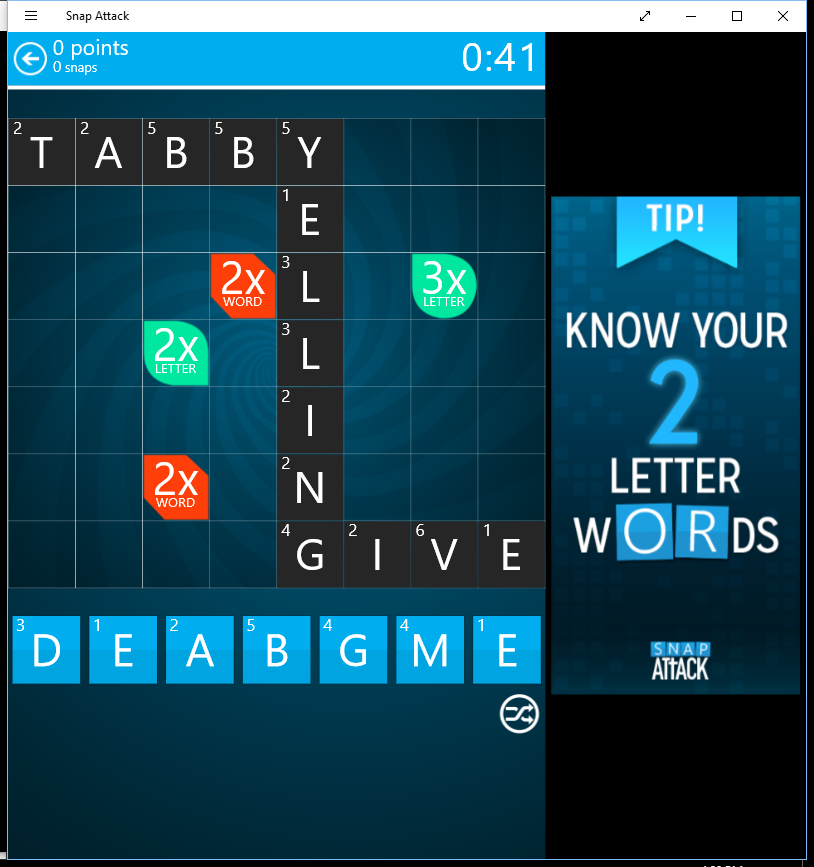 Snap Attack
0 points
0 snaps
0:41
2 T 2 A 5 B 5 B 5 Y
1 E
2x WORD 3 L 3x LETTER
2x LETTER 3 L
2 I
2x WORD 2 N
4 G 2 I 6 V 1 E
3 D 1 E 2 A 5 B 4 G 4 M 1 E
TIP!
KNOW YOUR
2
LETTER
WORDS
SNAP
ATTACK